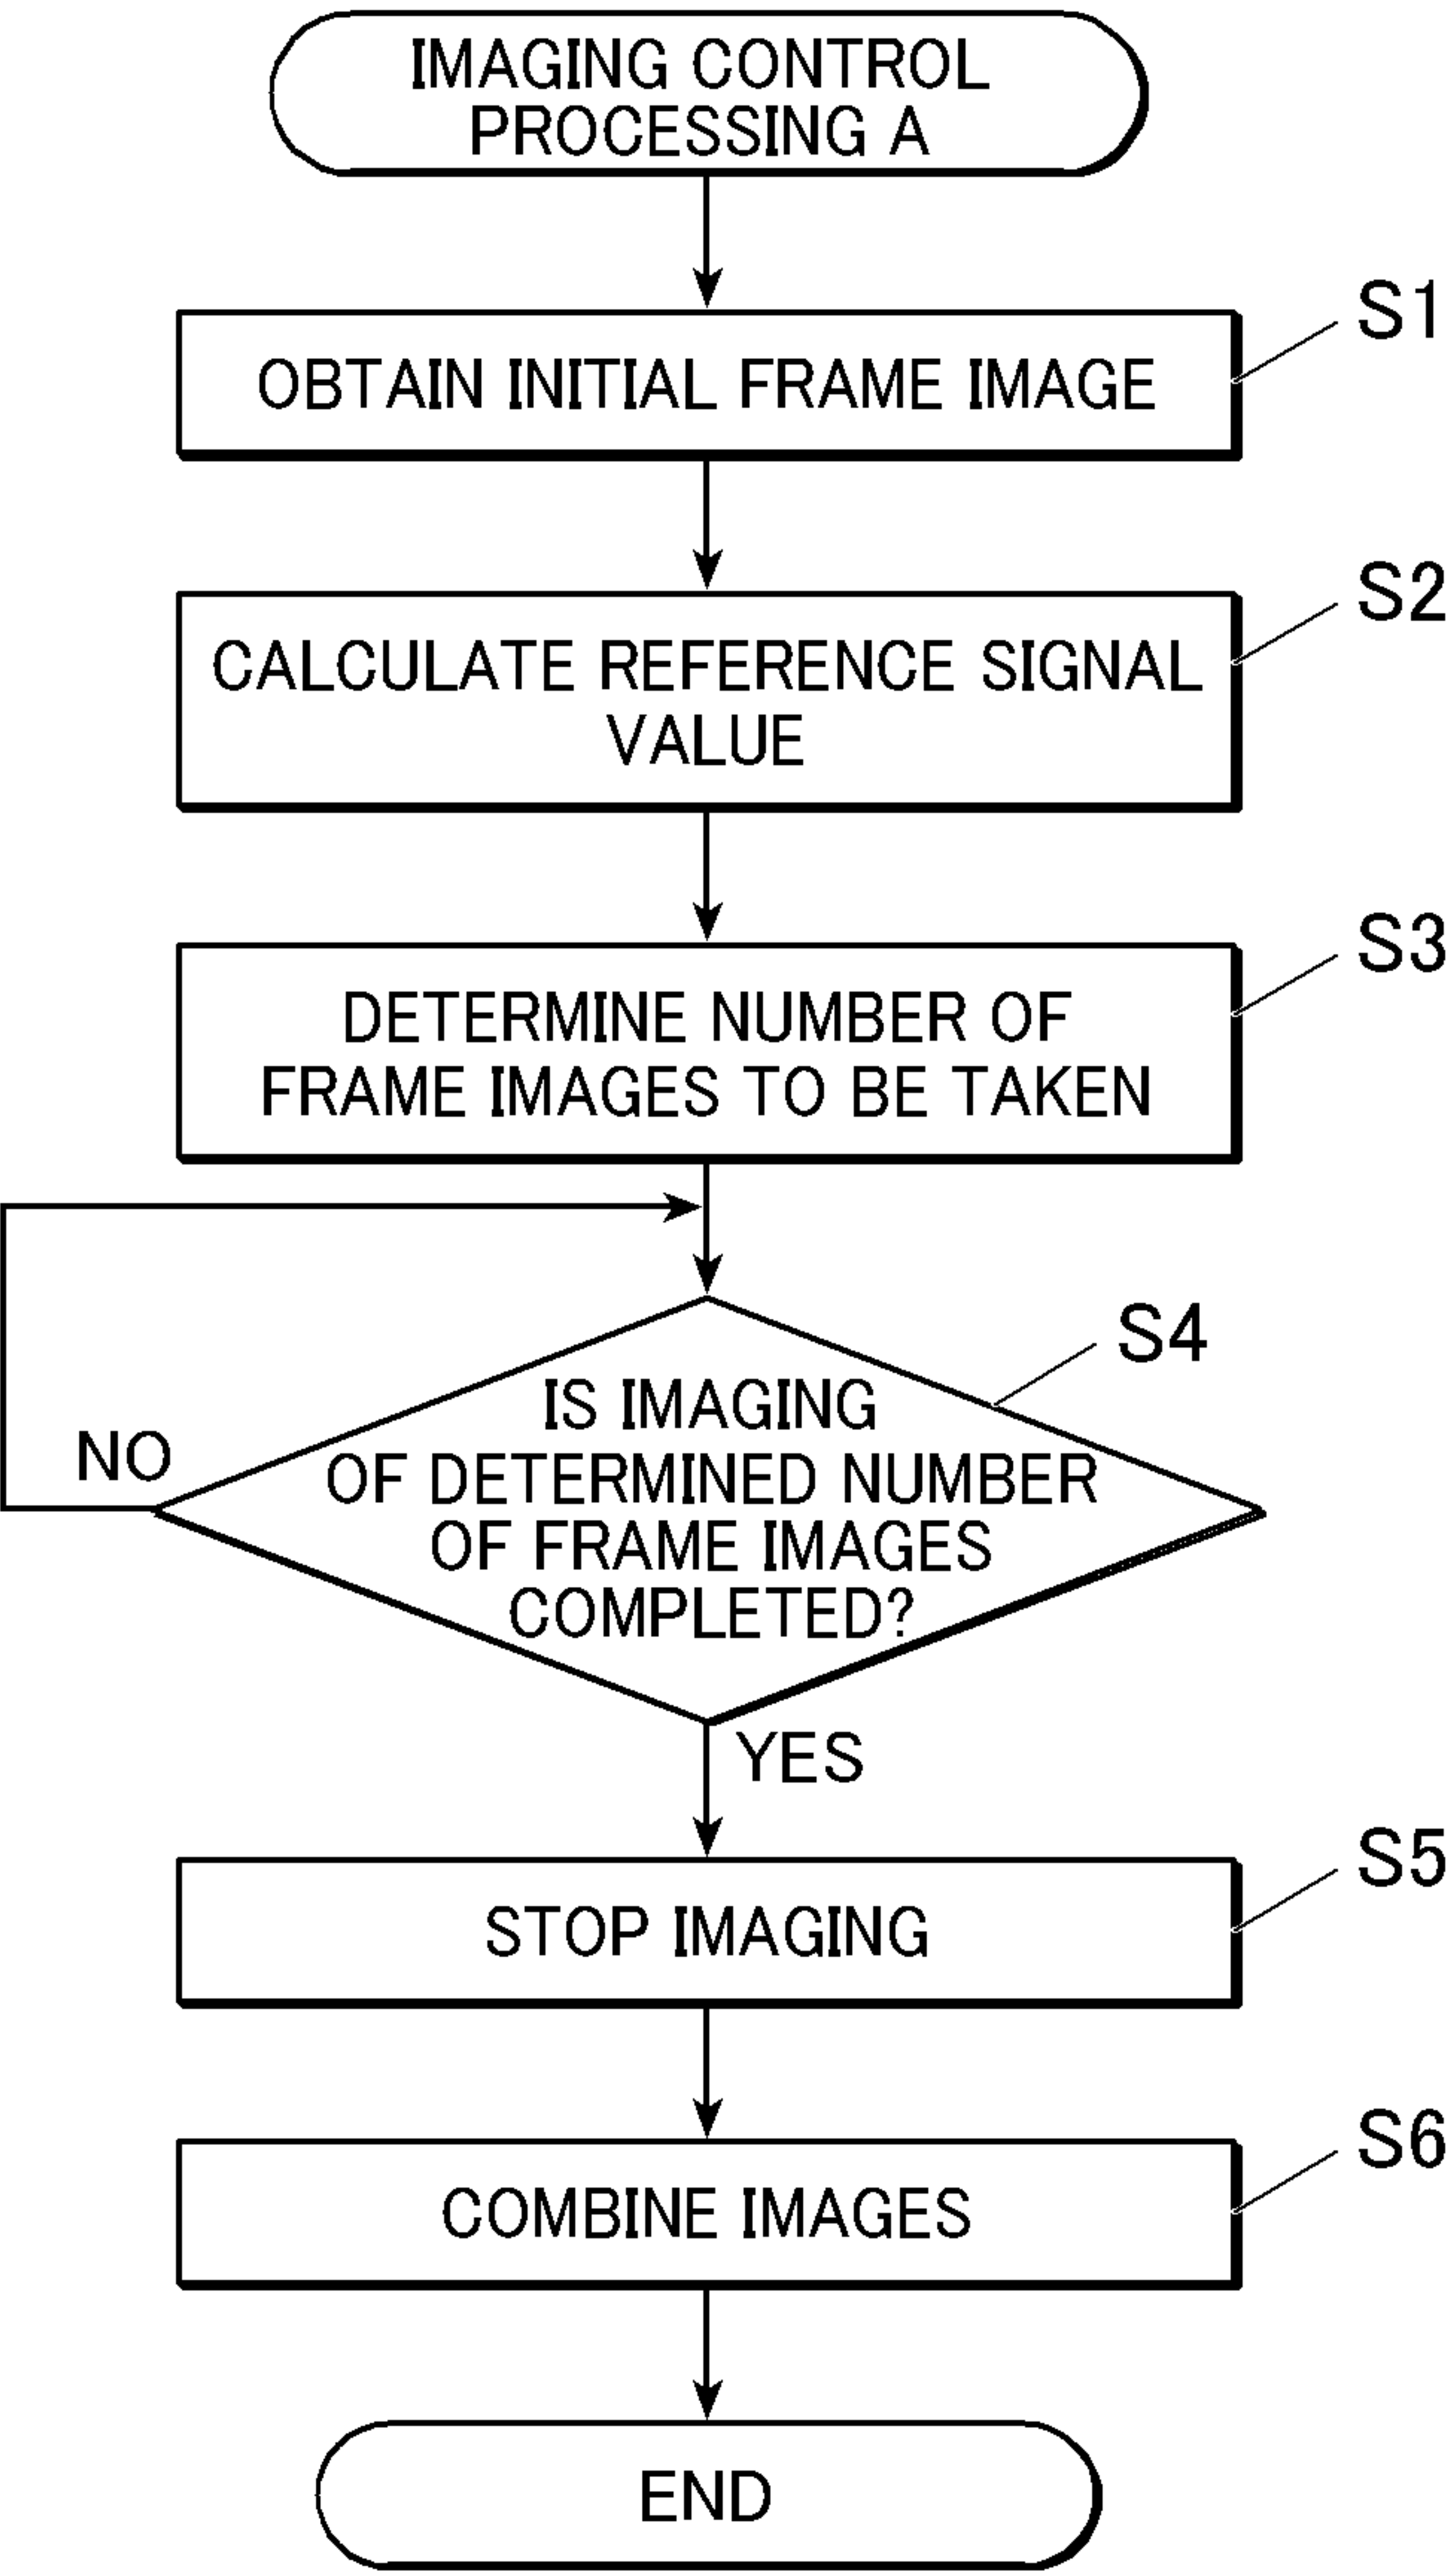 IMAGING CONTROL
PROCESSING A
S1
OBTAIN INITIAL FRAME IMAGE
S2
CALCULATE REFERENCE SIGNAL
VALUE
S3
DETERMINE NUMBER OF
FRAME IMAGES TO BE TAKEN
S4
IS IMAGING
OF DETERMINED NUMBER
OF FRAME IMAGES
COMPLETED?
NO
YES
S5
STOP IMAGING
S6
COMBINE IMAGES
END